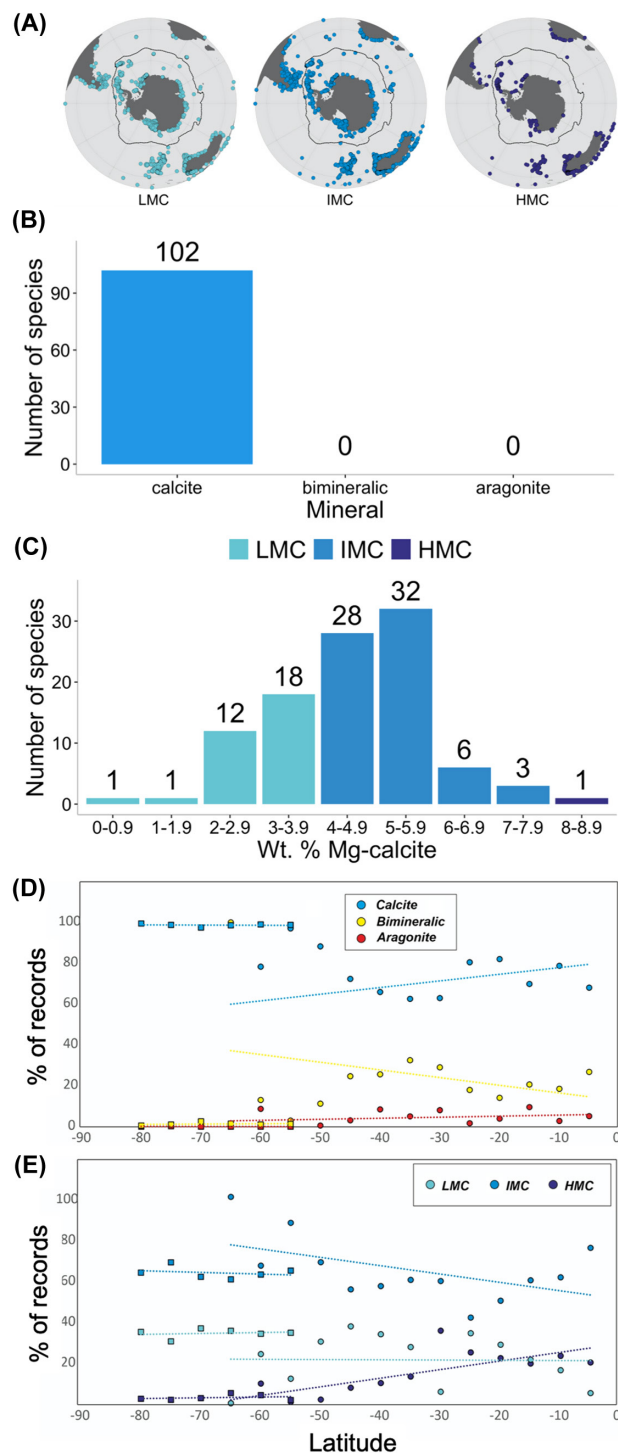 (A)
LMC IMC HMC
(B)
Number of species
102
0
0
90
60
30
0
calcite bimineralic aragonite
Mineral
(C)
LMC IMC HMC
Number of species
30
20
10
0
1 1 12 18 28 32 6 3 1
0-0.9 1-1.9 2-2.9 3-3.9 4-4.9 5-5.9 6-6.9 7-7.9 8-8.9
Wt. % Mg-calcite
(D)
Calcite
Bimineralic
Aragonite
% of records
100
80
60
40
20
0
-90 -80 -70 -60 -50 -40 -30 -20 -10 0
(E)
LMC IMC HMC
% of records
100
80
60
40
20
-90 -80 -70 -60 -50 -40 -30 -20 -10 0
Latitude